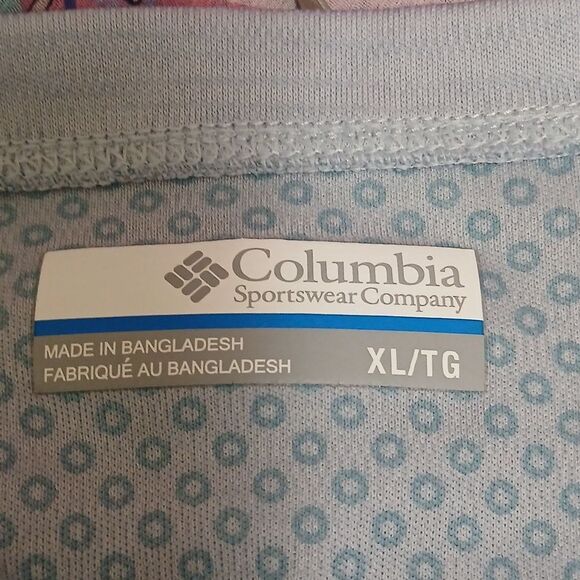 Columbia
Sportswear Company
MADE IN BANGLADESH
FABRIQUÉ AU BANGLADESH
XL/TG